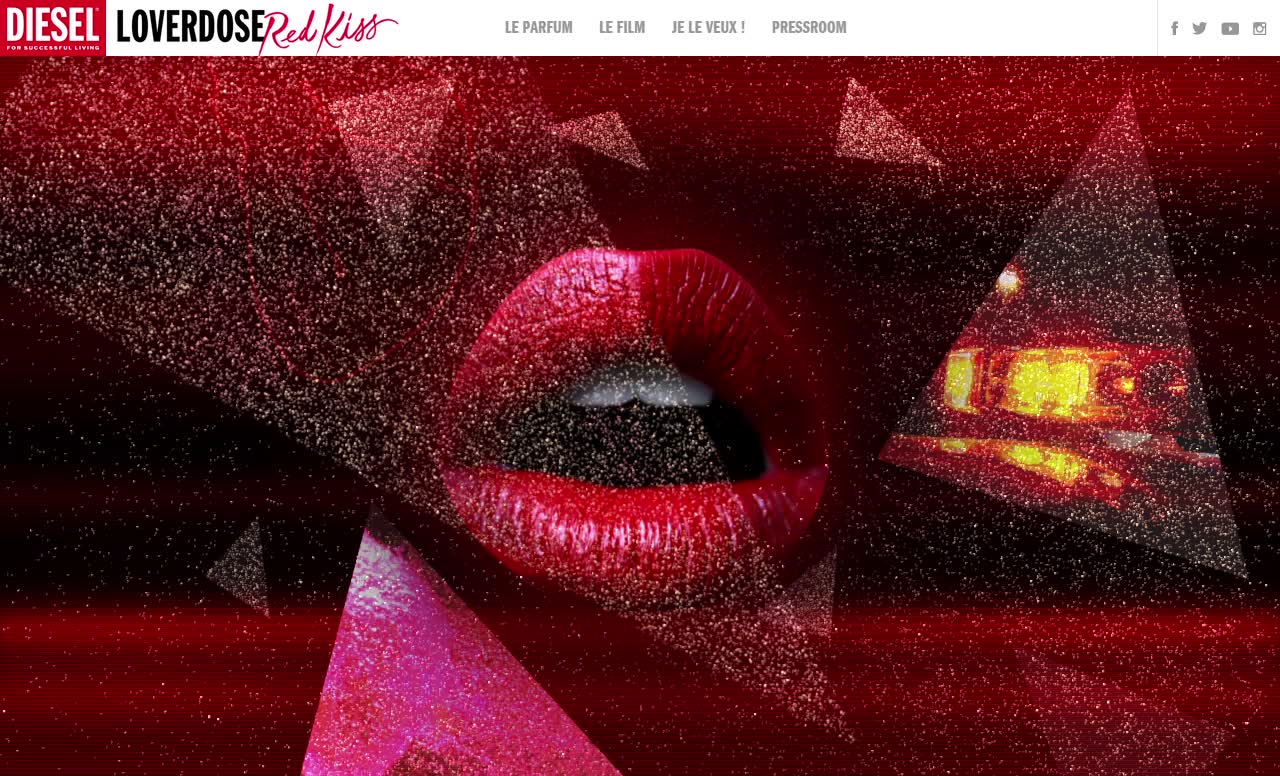 DIESEL
FOR SUCCESSFUL LIVING
LOVERDOSE Red Kiss
LE PARFUM LE FILM JE LE VEUX ! PRESSROOM